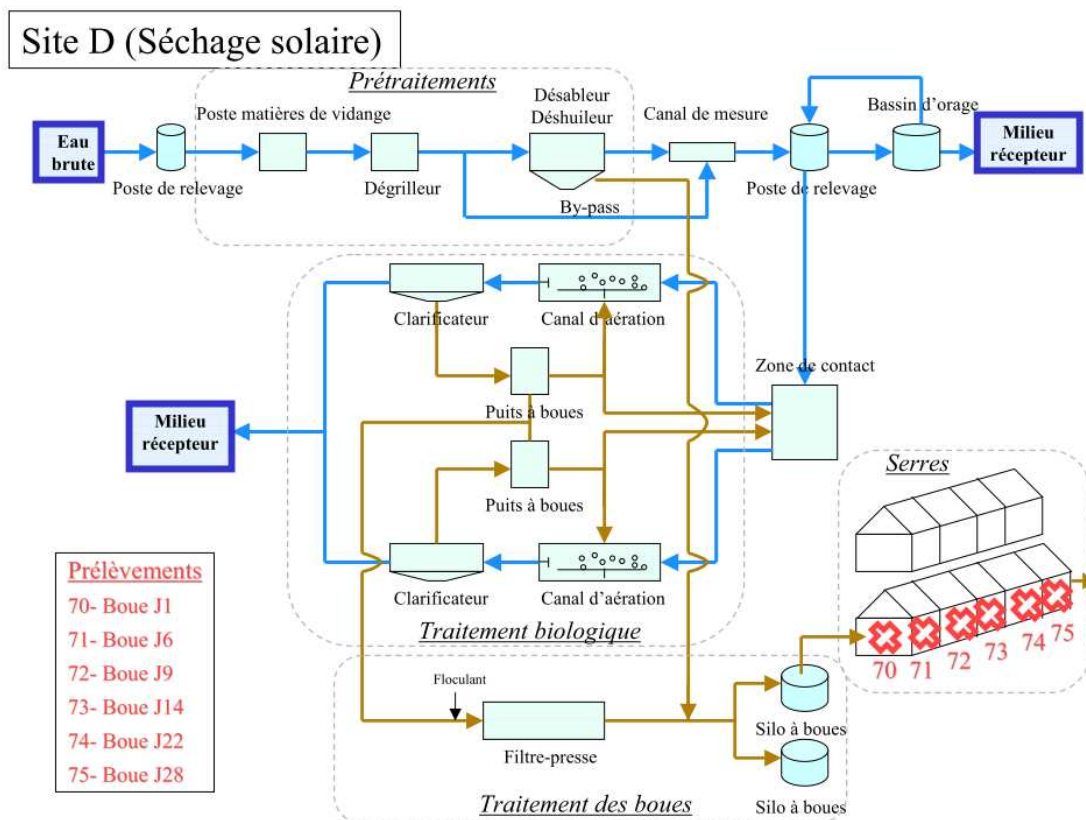 Site D (Séchage solaire)
Prétraitements
Eau
brute
Poste de relevage
Poste matières de vidange
Dégrilleur
Désableur
Déshuileur
By-pass
Canal de mesure
Poste de relevage
Bassin d'orage
Milieu
récepteur
Clarificateur
Canal d'aération
Zone de contact
Puits à boues
Milieu
récepteur
Puits à boues
Clarificateur
Canal d'aération
Traitement biologique
Serres
70
71
72
73
74
75
Prélèvements
70- Boue J1
71- Boue J6
72- Boue J9
73- Boue J14
74- Boue J22
75- Boue J28
Floculant
Filtre-presse
Silo à boues
Silo à boues
Traitement des boues